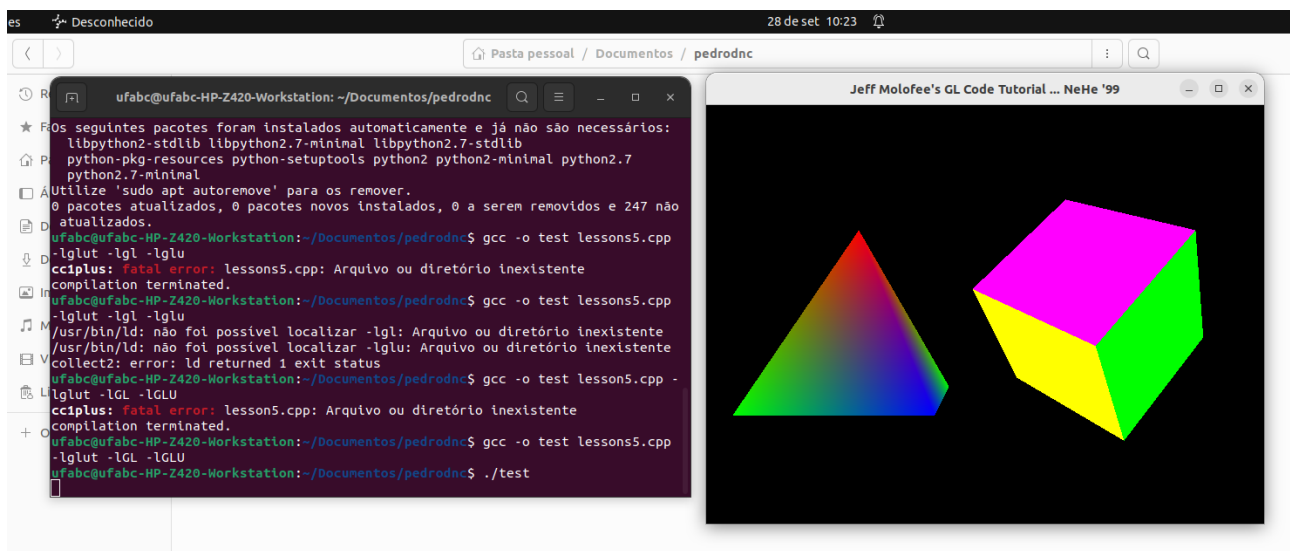 es Desconhecido 28 de set 10:23
Pasta pessoal / Documentos / pedrodnc
ufabc@ufabc-HP-Z420-Workstation: ~/Documentos/pedrodnc
Jeff Molofee's GL Code Tutorial ... NeHe '99
Os seguintes pacotes foram instalados automaticamente e já não são necessários:
libpython2-stdlib libpython2.7-minimal libpython2.7-stdlib
python-pkg-resources python-setuptools python2 python2-minimal python2.7
python2.7-minimal
Utilize 'sudo apt autoremove' para os remover.
0 pacotes atualizados, 0 pacotes novos instalados, 0 a serem removidos e 247 não
atualizados.
ufabc@ufabc-HP-Z420-Workstation:~/Documentos/pedrodnc$ gcc -o test lessons5.cpp
-lglut -lgl -lglu
cc1plus: fatal error: lessons5.cpp: Arquivo ou diretório inexistente
compilation terminated.
ufabc@ufabc-HP-Z420-Workstation:~/Documentos/pedrodnc$ gcc -o test lessons5.cpp
-lglut -lgl -lglu
/usr/bin/ld: não foi possível localizar -lgl: Arquivo ou diretório inexistente
/usr/bin/ld: não foi possível localizar -lglu: Arquivo ou diretório inexistente
collect2: error: ld returned 1 exit status
ufabc@ufabc-HP-Z420-Workstation:~/Documentos/pedrodnc$ gcc -o test lesson5.cpp -
lglut -lGL -lGLU
cc1plus: fatal error: lesson5.cpp: Arquivo ou diretório inexistente
compilation terminated.
ufabc@ufabc-HP-Z420-Workstation:~/Documentos/pedrodnc$ gcc -o test lessons5.cpp
-lglut -lGL -lGLU
ufabc@ufabc-HP-Z420-Workstation:~/Documentos/pedrodnc$ ./test